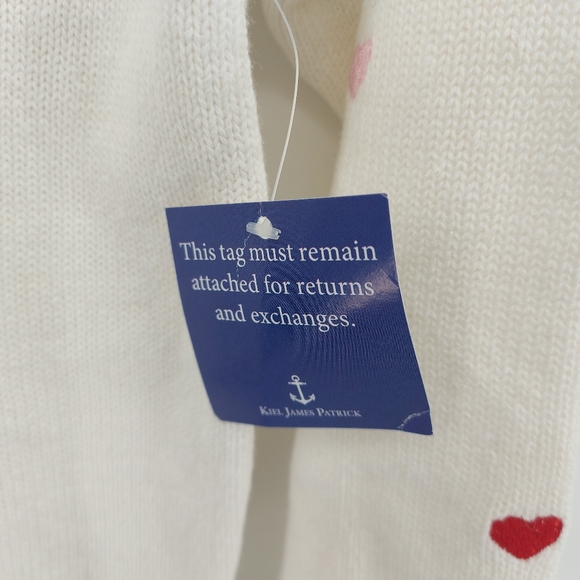 This tag must remain
attached for returns
and exchanges.
KIEL JAMES PATRICK